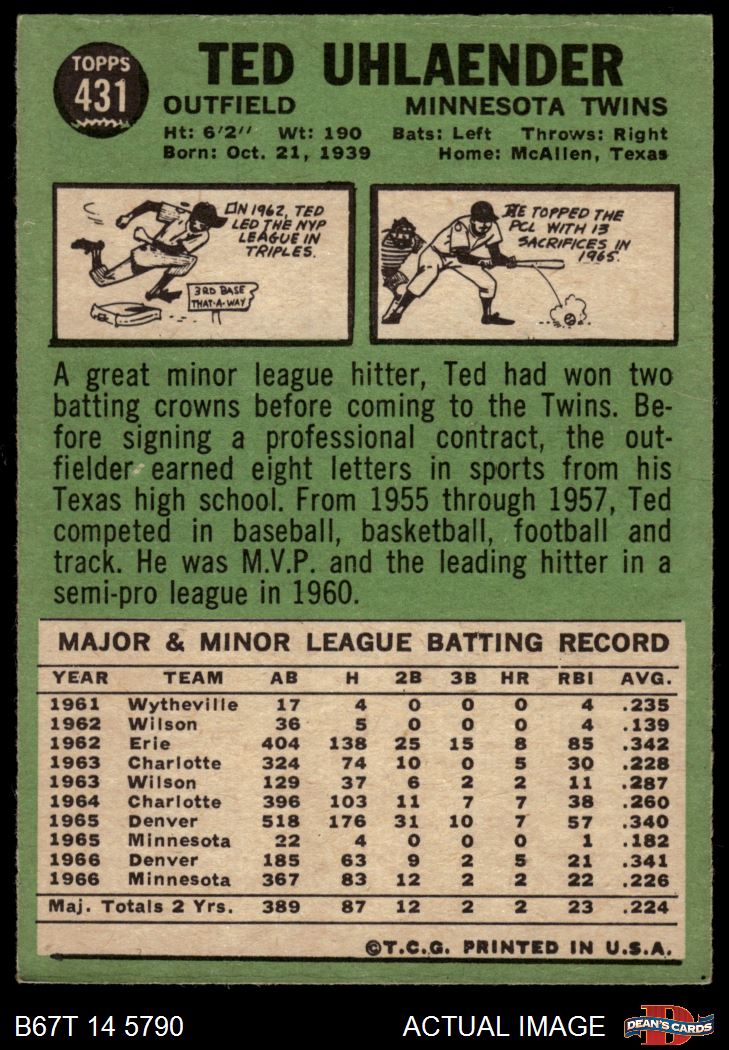 TOPPS
431
TED UHLAENDER
OUTFIELD MINNESOTA TWINS
Ht: 6'2" Wt: 190 Bats: Left Throws: Right
Born: Oct. 21, 1939 Home: McAllen, Texas
IN 1962, TED
LED THE NYP
LEAGUE IN
TRIPLES.
3RD BASE
THAT-A-WAY
HE TOPPED THE
PCL WITH 13
SACRIFICES IN
1965.
A great minor league hitter, Ted had won two
batting crowns before coming to the Twins. Be-
fore signing a professional contract, the out-
fielder earned eight letters in sports from his
Texas high school. From 1955 through 1957, Ted
competed in baseball, basketball, football and
track. He was M.V.P. and the leading hitter in a
semi-pro league in 1960.
MAJOR & MINOR LEAGUE BATTING RECORD
YEAR TEAM AB H 2B 3B HR RBI AVG.
1961 Wytheville 17 4 0 0 0 4 .235
1962 Wilson 36 5 0 0 0 4 .139
1962 Erie 404 138 25 15 8 85 .342
1963 Charlotte 324 74 10 0 5 30 .228
1963 Wilson 129 37 6 2 2 11 .287
1964 Charlotte 396 103 11 7 7 38 .260
1965 Denver 518 176 31 10 7 57 .340
1965 Minnesota 22 4 0 0 0 1 .182
1966 Denver 185 63 9 2 5 21 .341
1966 Minnesota 367 83 12 2 2 22 .226
Maj. Totals 2 Yrs. 389 87 12 2 2 23 .224
©T.C.G. PRINTED IN U.S.A.
B67T 14 5790 ACTUAL IMAGE
D
DEAN'S CARDS